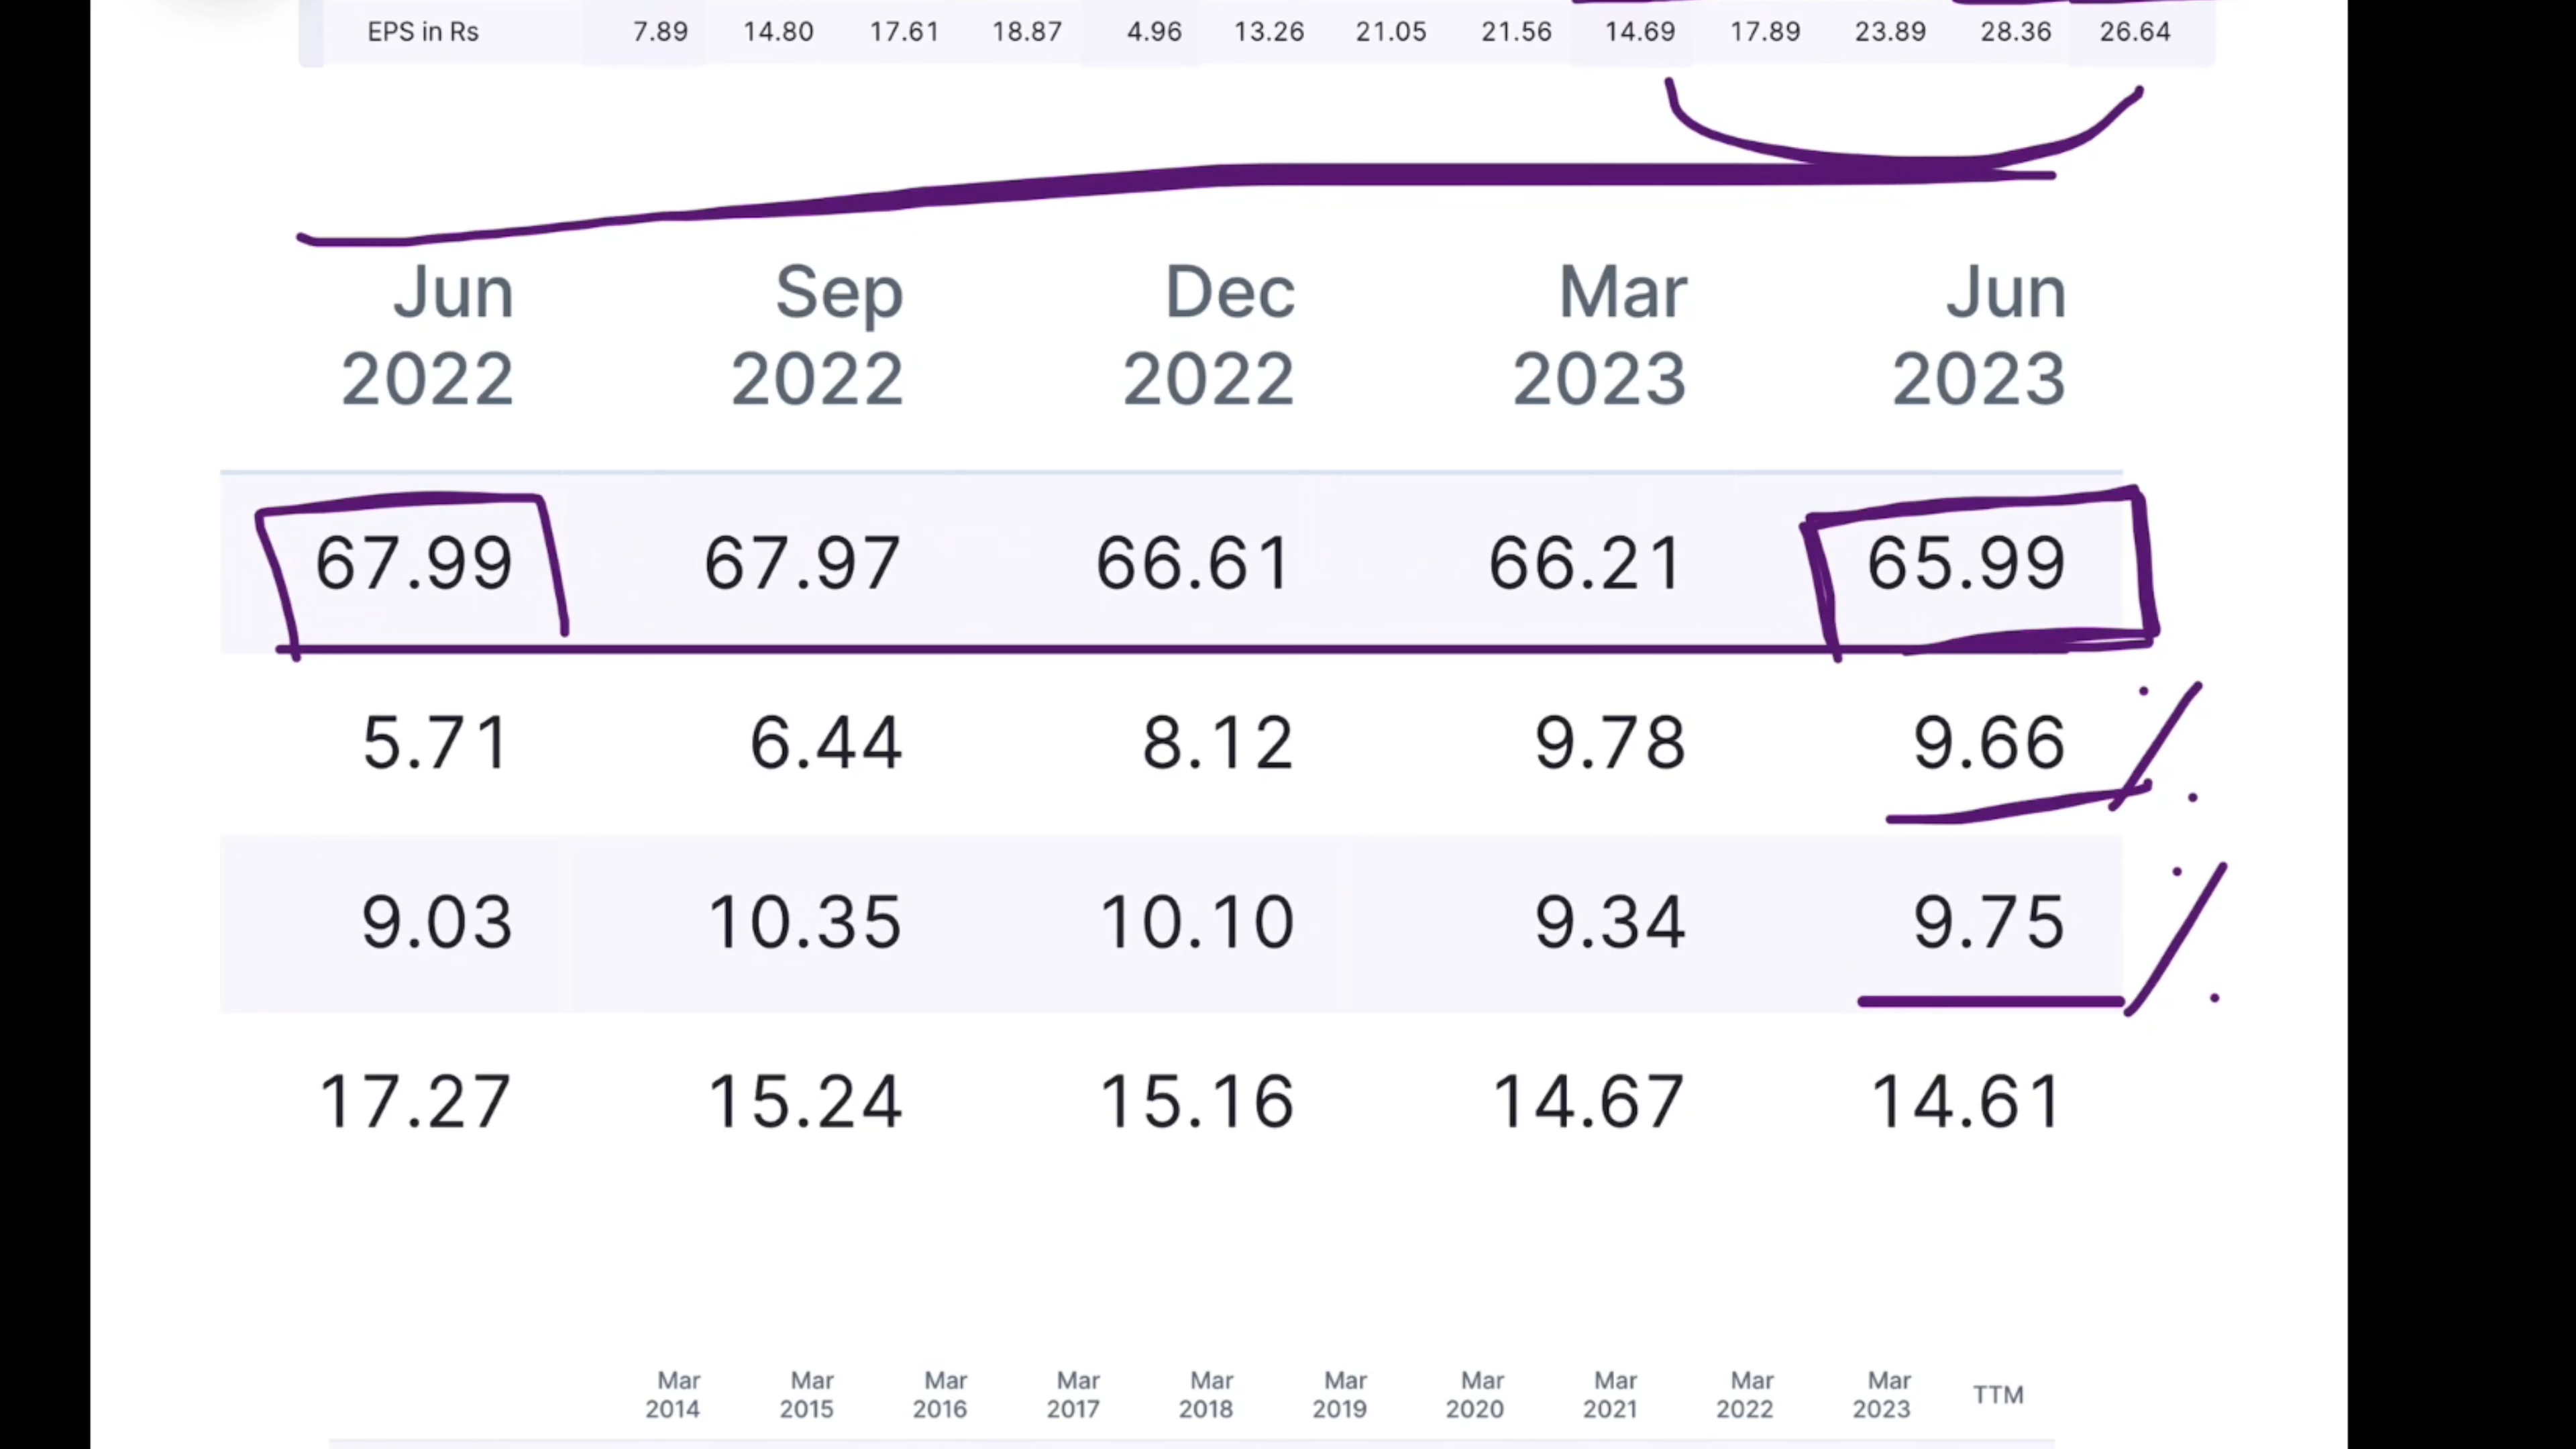 EPS in Rs 7.89 14.80 17.61 18.87 4.96 13.26 21.05 21.56 14.69 17.89 23.89 28.36 26.64
Jun 2022 Sep 2022 Dec 2022 Mar 2023 Jun 2023
67.99 67.97 66.61 66.21 65.99
5.71 6.44 8.12 9.78 9.66
9.03 10.35 10.10 9.34 9.75
17.27 15.24 15.16 14.67 14.61
Mar 2014 Mar 2015 Mar 2016 Mar 2017 Mar 2018 Mar 2019 Mar 2020 Mar 2021 Mar 2022 Mar 2023 TTM